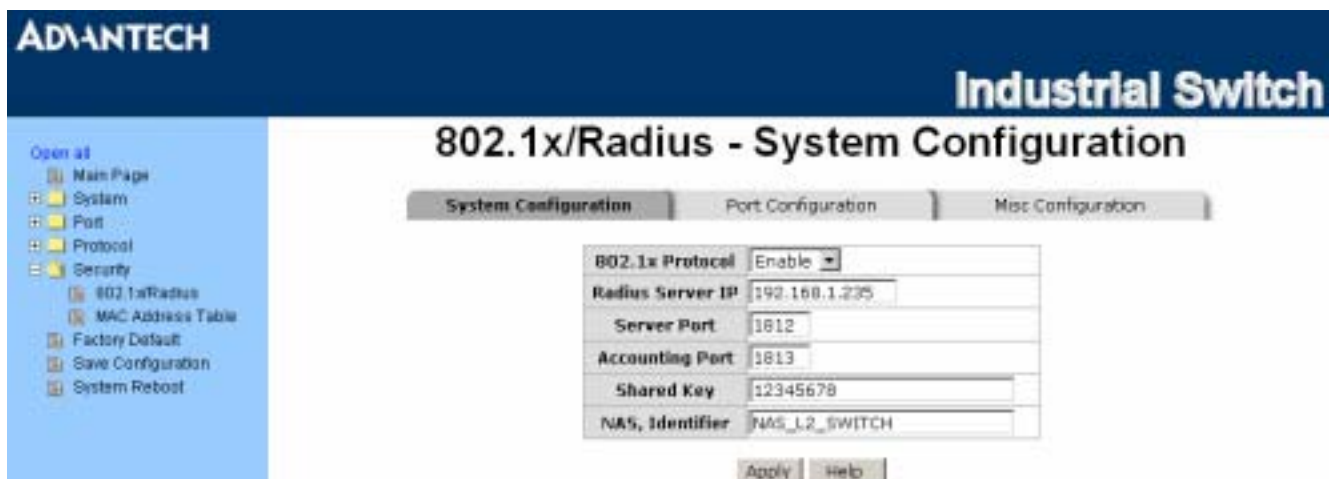 ADVANTECH
Industrial Switch
Open all
Main Page
System
Port
Protocol
Security
802.1x/Radius
MAC Address Table
Factory Default
Save Configuration
System Reboot
802.1x/Radius - System Configuration
System Configuration
Port Configuration
Misc Configuration
802.1x Protocol Enable
Radius Server IP 192.168.1.235
Server Port 1812
Accounting Port 1813
Shared Key 12345678
NAS, Identifier NAS_L2_SWITCH
Apply Help